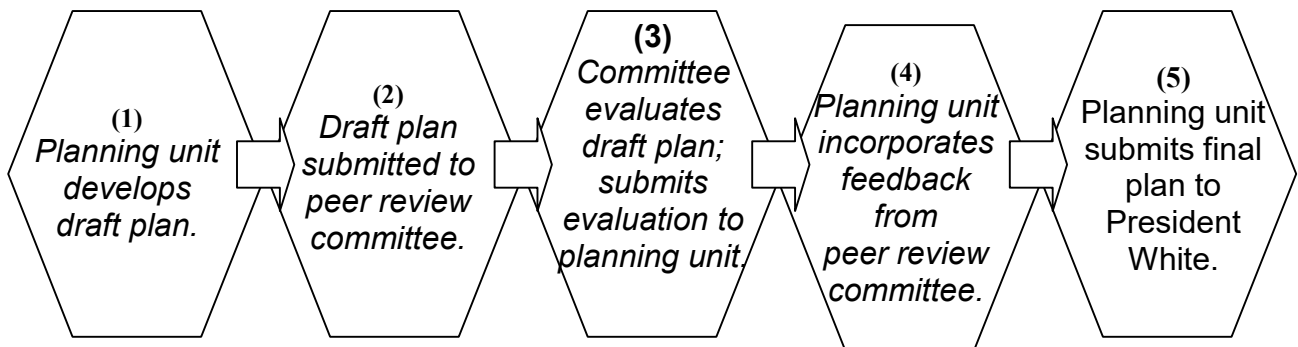 (1)
Planning unit
develops
draft plan.
(2)
Draft plan
submitted to
peer review
committee.
(3)
Committee
evaluates
draft plan;
submits
evaluation to
planning unit.
(4)
Planning unit
incorporates
feedback
from
peer review
committee.
(5)
Planning unit
submits final
plan to
President
White.